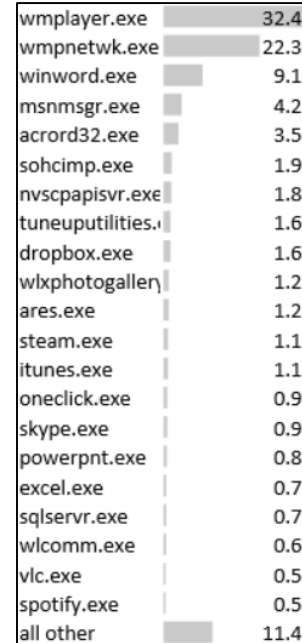 wmplayer.exe 32.4
wmpnetwk.exe 22.3
winword.exe 9.1
msnmsgr.exe 4.2
acrord32.exe 3.5
sohcimp.exe 1.9
nvscpapisvr.exe 1.8
tuneuputilities. 1.6
dropbox.exe 1.6
wlxphotogallery 1.2
ares.exe 1.2
steam.exe 1.1
itunes.exe 1.1
oneclick.exe 0.9
skype.exe 0.9
powerpnt.exe 0.8
excel.exe 0.7
sqlservr.exe 0.7
wlcomm.exe 0.6
vlc.exe 0.5
spotify.exe 0.5
all other 11.4